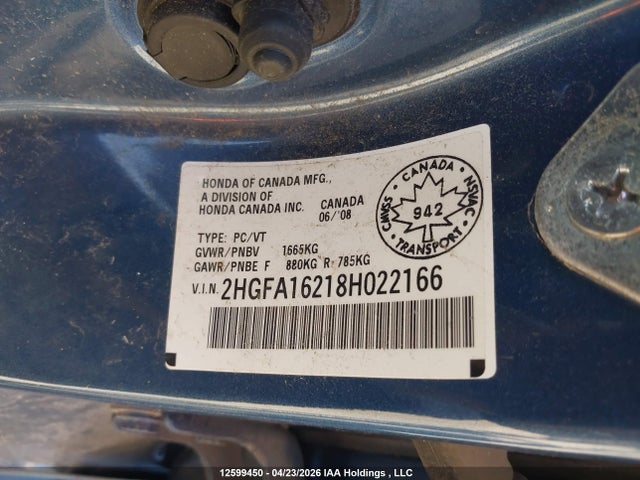 HONDA OF CANADA MFG.,
A DIVISION OF
HONDA CANADA INC.
CANADA
06/'08
TYPE: PC/VT
GVWR/PNBV 1665KG
GAWR/PNBE F 880KG R 785KG
V.I.N. 2HGFA16218H022166
CANADA
CMVSS
942
NSVAC
TRANSPORT
12599450 - 04/23/2026 IAA Holdings , LLC